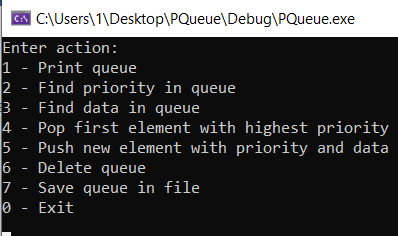 C:\Users\1\Desktop\PQueue\Debug\PQueue.exe
Enter action:
1 - Print queue
2 - Find priority in queue
3 - Find data in queue
4 - Pop first element with highest priority
5 - Push new element with priority and data
6 - Delete queue
7 - Save queue in file
0 - Exit